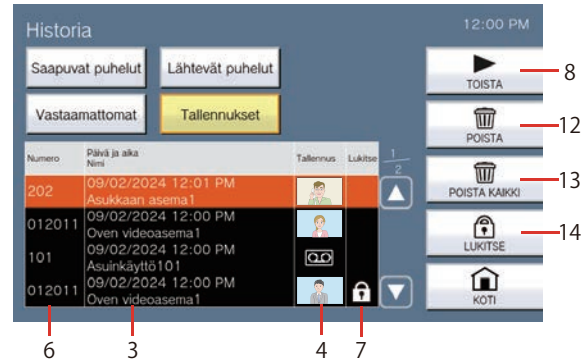 Historia
12:00 PM
Saapuvat puhelut
Lähtevät puhelut
Vastaamattomat
Tallennukset
Numero
Päivä ja aika
Nimi
Tallennus
Lukitse
1
2
202
09/02/2024 12:01 PM
Asukkaan asema1
012011
09/02/2024 12:00 PM
Oven videoasema1
101
09/02/2024 12:00 PM
Asuinkäyttö101
012011
09/02/2024 12:00 PM
Oven videoasema1
TOISTA
POISTA
POISTA KAIKKI
LUKITSE
KOTI
8
12
13
14
6
3
4
7